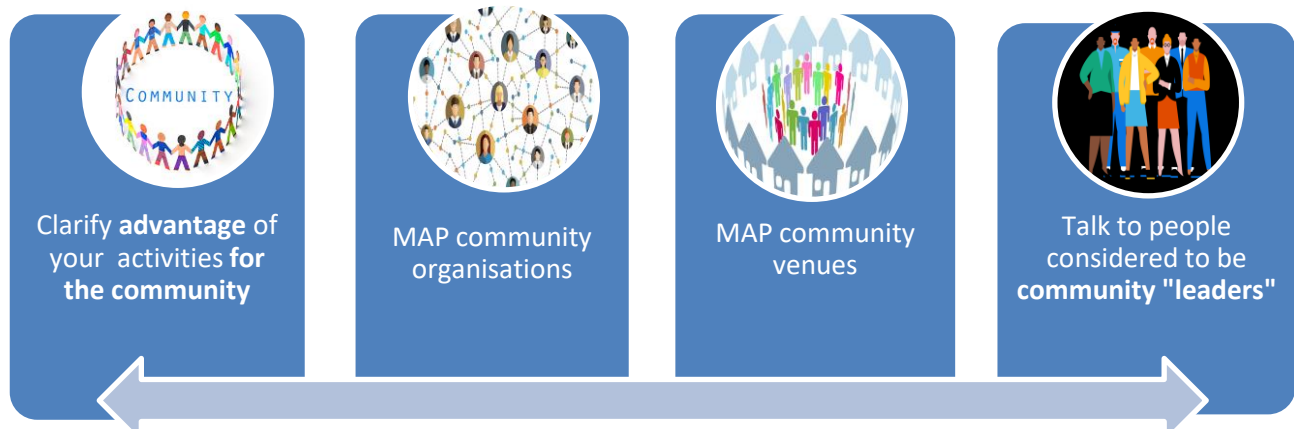 COMMUNITY
Clarify advantage of
your activities for
the community
MAP community
organisations
MAP community
venues
Talk to people
considered to be
community "leaders"